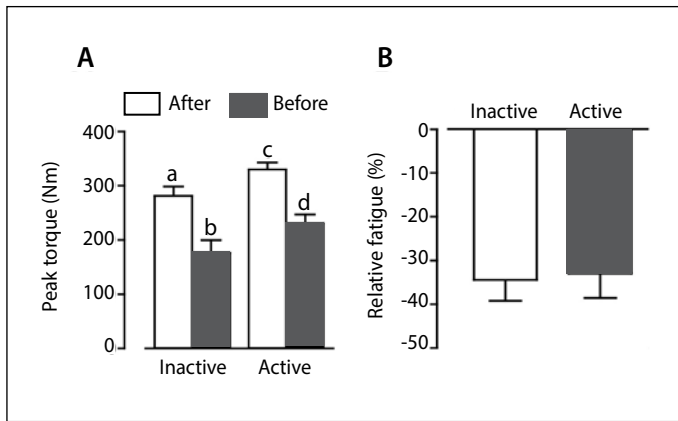 A
After
Before
400
300
200
100
0
Peak torque (Nm)
a
b
c
d
Inactive
Active
B
Inactive
Active
0
-10
-20
-30
-40
-50
Relative fatigue (%)